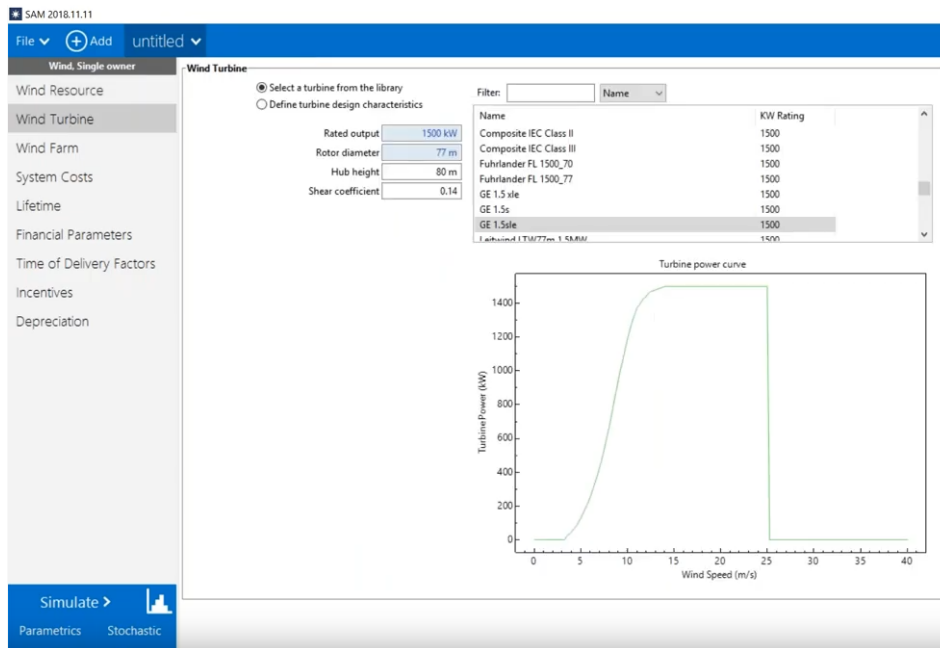 SAM 2018.11.11
File Add untitled
Wind, Single owner
Wind Resource
Wind Turbine
Wind Farm
System Costs
Lifetime
Financial Parameters
Time of Delivery Factors
Incentives
Depreciation
Simulate >
Parametrics Stochastic
Wind Turbine
Select a turbine from the library
Define turbine design characteristics
Rated output 1500 kW
Rotor diameter 77 m
Hub height 80 m
Shear coefficient 0.14
Filter: Name
Name KW Rating
Composite IEC Class II 1500
Composite IEC Class III 1500
Fuhrlander FL 1500_70 1500
Fuhrlander FL 1500_77 1500
GE 1.5 xle 1500
GE 1.5s 1500
GE 1.5sle 1500
Leitwind LTW77m 1.5MW 1500
Turbine power curve
Turbine Power (kW)
1400
1200
1000
800
600
400
200
0
0 5 10 15 20 25 30 35 40
Wind Speed (m/s)